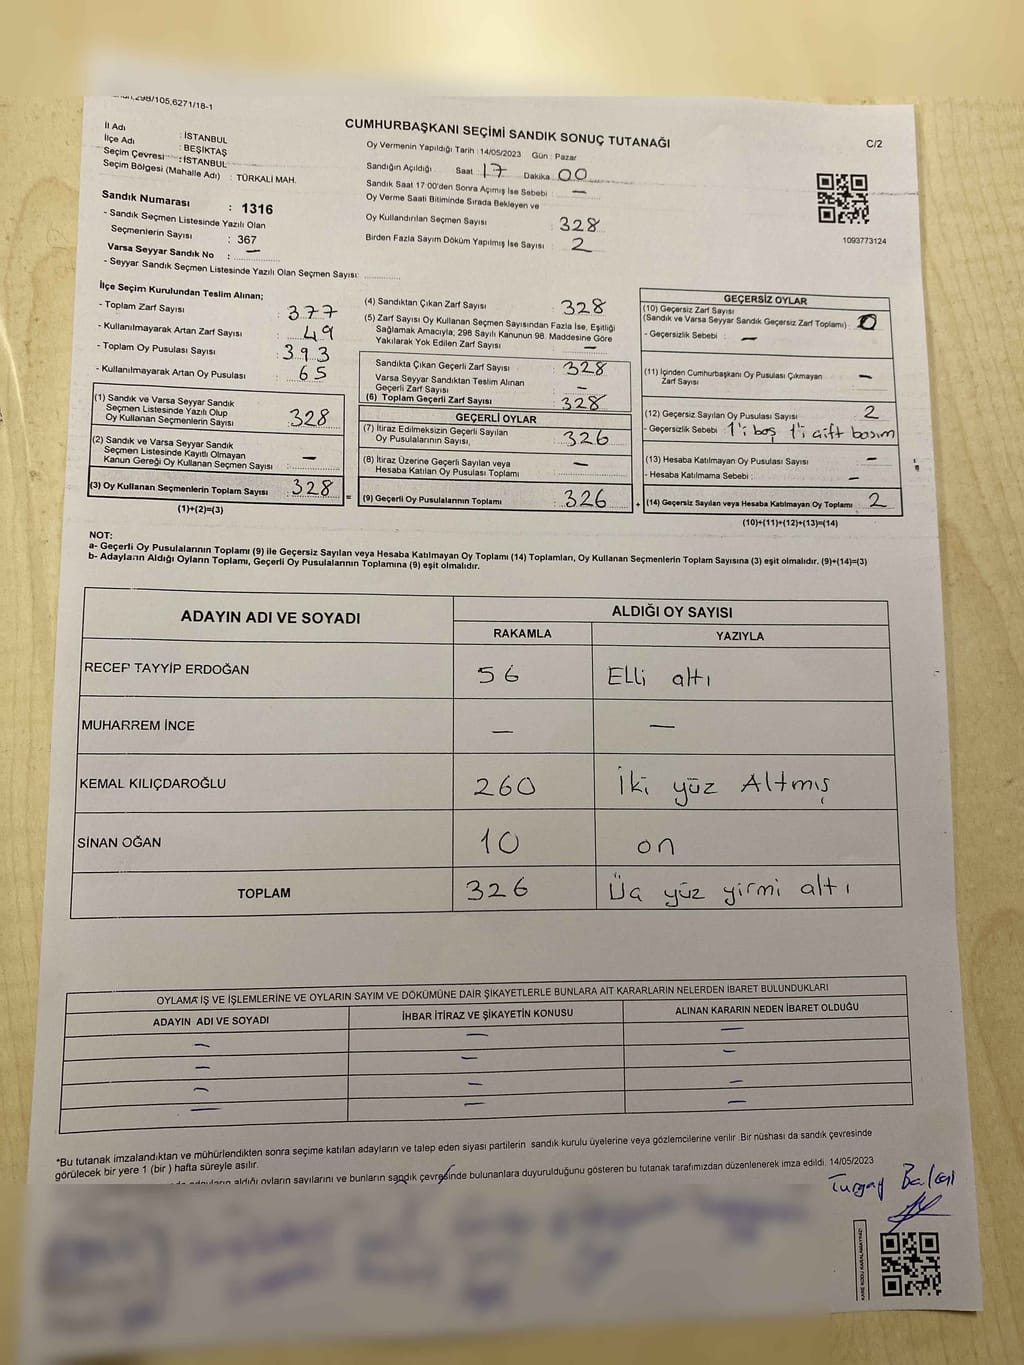 298/105,6271/18-1
CUMHURBAŞKANI SEÇİMİ SANDIK SONUÇ TUTANAĞI
C/2
İl Adı : İSTANBUL
İlçe Adı : BEŞİKTAŞ
Seçim Çevresi : İSTANBUL
Seçim Bölgesi (Mahalle Adı) : TÜRKALİ MAH.
Sandık Numarası : 1316
- Sandık Seçmen Listesinde Yazılı Olan
Seçmenlerin Sayısı : 367
Varsa Seyyar Sandık No : —
- Seyyar Sandık Seçmen Listesinde Yazılı Olan Seçmen Sayısı:
Oy Vermenin Yapıldığı Tarih : 14/05/2023 Gün : Pazar
Sandığın Açıldığı Saat 17 Dakika 00
Sandık Saat 17 00'den Sonra Açımış İse Sebebi : —
Oy Verme Saati Bitiminde Sırada Bekleyen ve
Oy Kullandırılan Seçmen Sayısı : 328
Birden Fazla Sayım Döküm Yapılmış İse Sayısı : 2
1093773124
İlçe Seçim Kurulundan Teslim Alınan;
- Toplam Zarf Sayısı : 377
- Kullanılmayarak Artan Zarf Sayısı : 49
- Toplam Oy Pusulası Sayısı : 393
- Kullanılmayarak Artan Oy Pusulası : 65
(1) Sandık ve Varsa Seyyar Sandık
Seçmen Listesinde Yazılı Olup
Oy Kullanan Seçmenlerin Sayısı : 328
(2) Sandık ve Varsa Seyyar Sandık
Seçmen Listesinde Kayıtlı Olmayan
Kanun Gereği Oy Kullanan Seçmen Sayısı : —
(3) Oy Kullanan Seçmenlerin Toplam Sayısı : 328
(1)+(2)=(3)
(4) Sandıktan Çıkan Zarf Sayısı : 328
(5) Zarf Sayısı Oy Kullanan Seçmen Sayısından Fazla İse, Eşitliği
Sağlamak Amacıyla; 298 Sayılı Kanunun 98. Maddesine Göre
Yakılarak Yok Edilen Zarf Sayısı : —
Sandıkta Çıkan Geçerli Zarf Sayısı : 328
Varsa Seyyar Sandıktan Teslim Alınan
Geçerli Zarf Sayısı : —
(6) Toplam Geçerli Zarf Sayısı : 328
GEÇERLİ OYLAR
(7) İtiraz Edilmeksizin Geçerli Sayılan
Oy Pusulalarının Sayısı, : 326
(8) İtiraz Üzerine Geçerli Sayılan veya
Hesaba Katılan Oy Pusulası Toplamı : —
= (9) Geçerli Oy Pusulalarının Toplamı : 326
GEÇERSİZ OYLAR
(10) Geçersiz Zarf Sayısı
(Sandık ve Varsa Seyyar Sandık Geçersiz Zarf Toplamı) : 0
- Geçersizlik Sebebi : —
(11) İçinden Cumhurbaşkanı Oy Pusulası Çıkmayan
Zarf Sayısı : —
(12) Geçersiz Sayılan Oy Pusulası Sayısı : 2
- Geçersizlik Sebebi : 1'i boş 1'i çift basım
(13) Hesaba Katılmayan Oy Pusulası Sayısı : —
- Hesaba Katılmama Sebebi : —
+ (14) Geçersiz Sayılan veya Hesaba Katılmayan Oy Toplamı : 2
(10)+(11)+(12)+(13)=(14)
NOT:
a- Geçerli Oy Pusulalarının Toplamı (9) ile Geçersiz Sayılan veya Hesaba Katılmayan Oy Toplamı (14) Toplamları, Oy Kullanan Seçmenlerin Toplam Sayısına (3) eşit olmalıdır. (9)+(14)=(3)
b- Adayların Aldığı Oyların Toplamı, Geçerli Oy Pusulalarının Toplamına (9) eşit olmalıdır.
ADAYIN ADI VE SOYADI
ALDIĞI OY SAYISI
RAKAMLA YAZIYLA
RECEP TAYYİP ERDOĞAN 56 Elli altı
MUHARREM İNCE — —
KEMAL KILIÇDAROĞLU 260 İki yüz Altmış
SİNAN OĞAN 10 on
TOPLAM 326 Üç yüz yirmi altı
OYLAMA İŞ VE İŞLEMLERİNE VE OYLARIN SAYIM VE DÖKÜMÜNE DAİR ŞİKAYETLERLE BUNLARA AİT KARARLARIN NELERDEN İBARET BULUNDUKLARI
ADAYIN ADI VE SOYADI İHBAR İTİRAZ VE ŞİKAYETİN KONUSU ALINAN KARARIN NEDEN İBARET OLDUĞU
— — —
— — —
— — —
— — —
*Bu tutanak imzalandıktan ve mühürlendikten sonra seçime katılan adayların ve talep eden siyasi partilerin sandık kurulu üyelerine veya gözlemcilerine verilir. Bir nüshası da sandık çevresinde
görülecek bir yere 1 (bir) hafta süreyle asılır.
adayların aldığı oyların sayılarını ve bunların sandık çevresinde bulunanlara duyurulduğunu gösteren bu tutanak tarafımızdan düzenlenerek imza edildi. 14/05/2023
Turgay